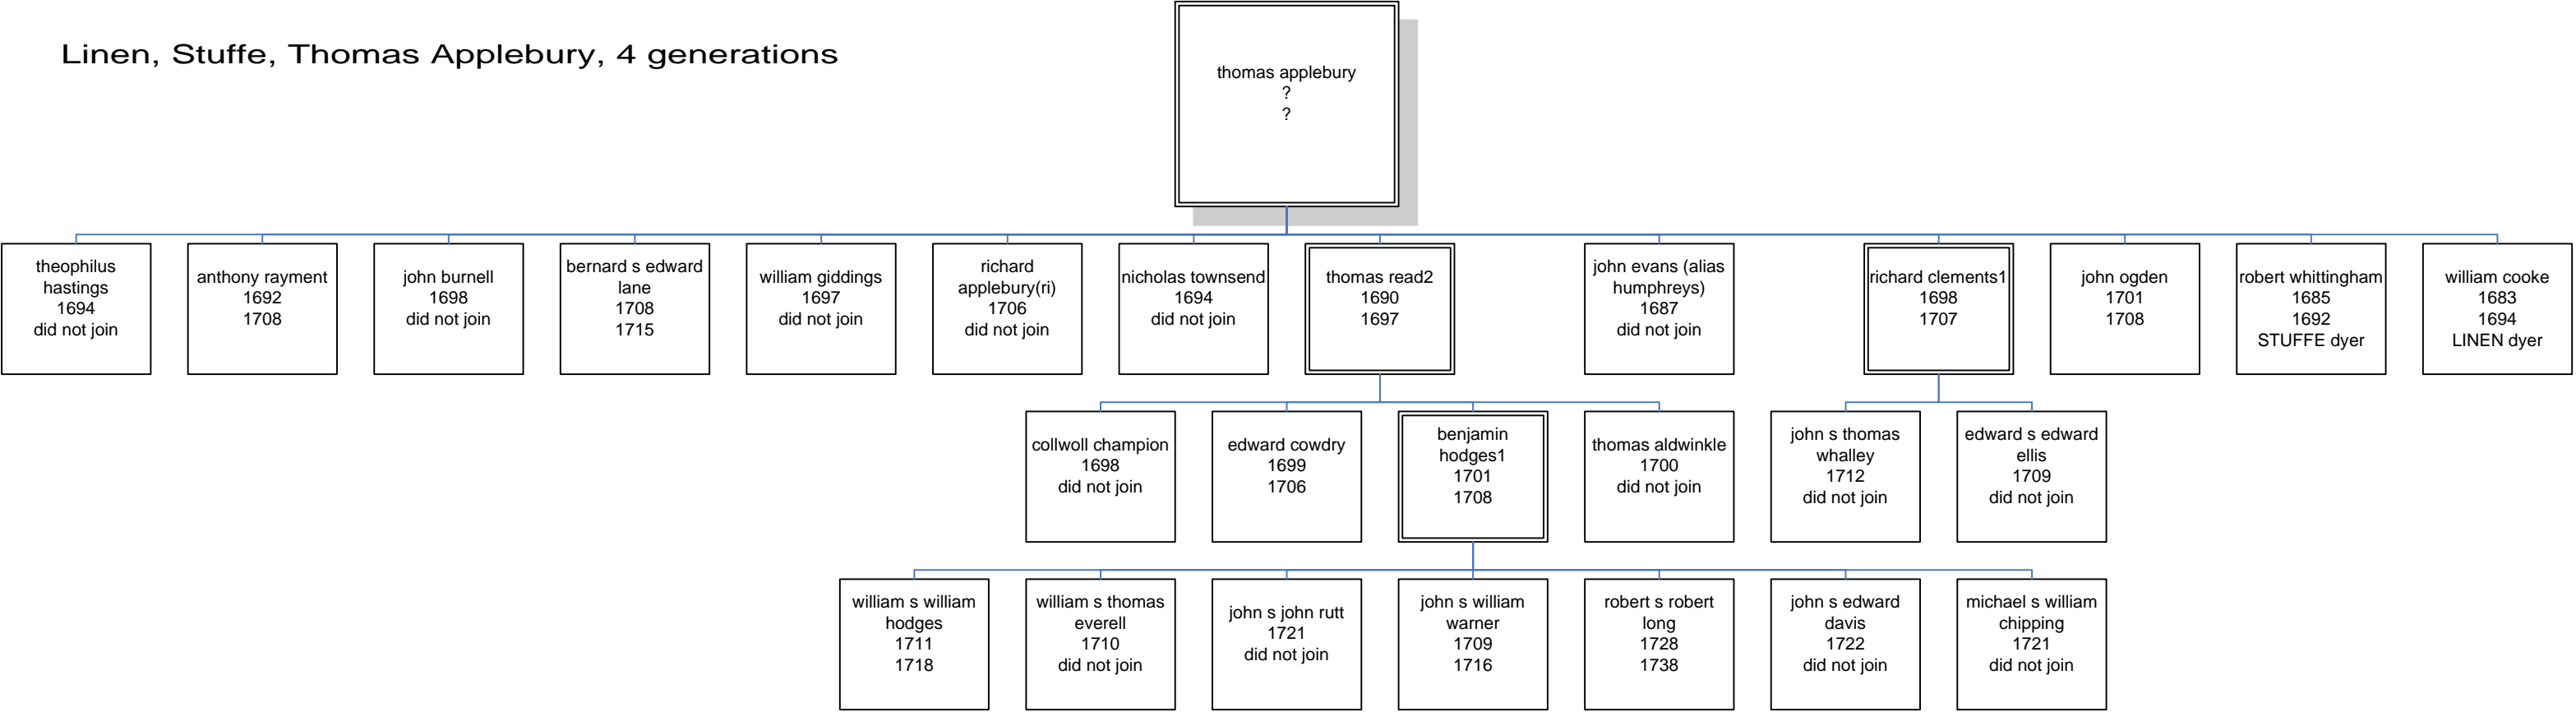 Linen, Stuffe, Thomas Applebury, 4 generations
thomas applebury
?
?
theophilus
hastings
1694
did not join
anthony rayment
1692
1708
john burnell
1698
did not join
bernard s edward
lane
1708
1715
william giddings
1697
did not join
richard
applebury(ri)
1706
did not join
nicholas townsend
1694
did not join
thomas read2
1690
1697
john evans (alias
humphreys)
1687
did not join
richard clements1
1698
1707
john ogden
1701
1708
robert whittingham
1685
1692
STUFFE dyer
william cooke
1683
1694
LINEN dyer
collwoll champion
1698
did not join
edward cowdry
1699
1706
benjamin
hodges1
1701
1708
thomas aldwinkle
1700
did not join
john s thomas
whalley
1712
did not join
edward s edward
ellis
1709
did not join
william s william
hodges
1711
1718
william s thomas
everell
1710
did not join
john s john rutt
1721
did not join
john s william
warner
1709
1716
robert s robert
long
1728
1738
john s edward
davis
1722
did not join
michael s william
chipping
1721
did not join